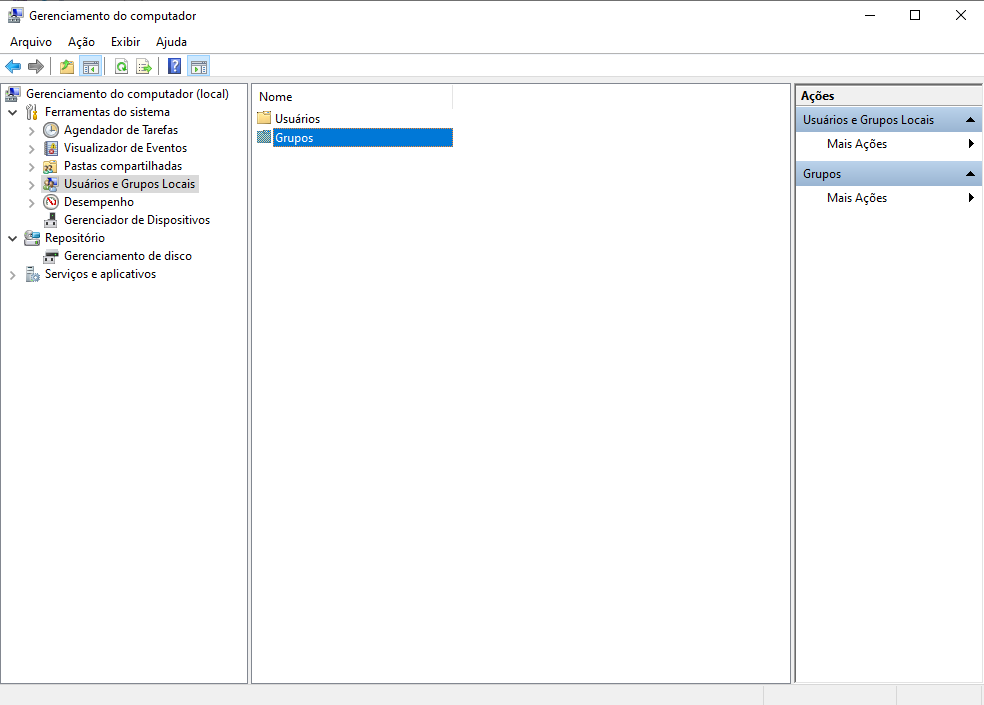 Gerenciamento do computador
Arquivo Ação Exibir Ajuda
Gerenciamento do computador (local)
Ferramentas do sistema
Agendador de Tarefas
Visualizador de Eventos
Pastas compartilhadas
Usuários e Grupos Locais
Desempenho
Gerenciador de Dispositivos
Repositório
Gerenciamento de disco
Serviços e aplicativos
Nome
Usuários
Grupos
Ações
Usuários e Grupos Locais
Mais Ações
Grupos
Mais Ações